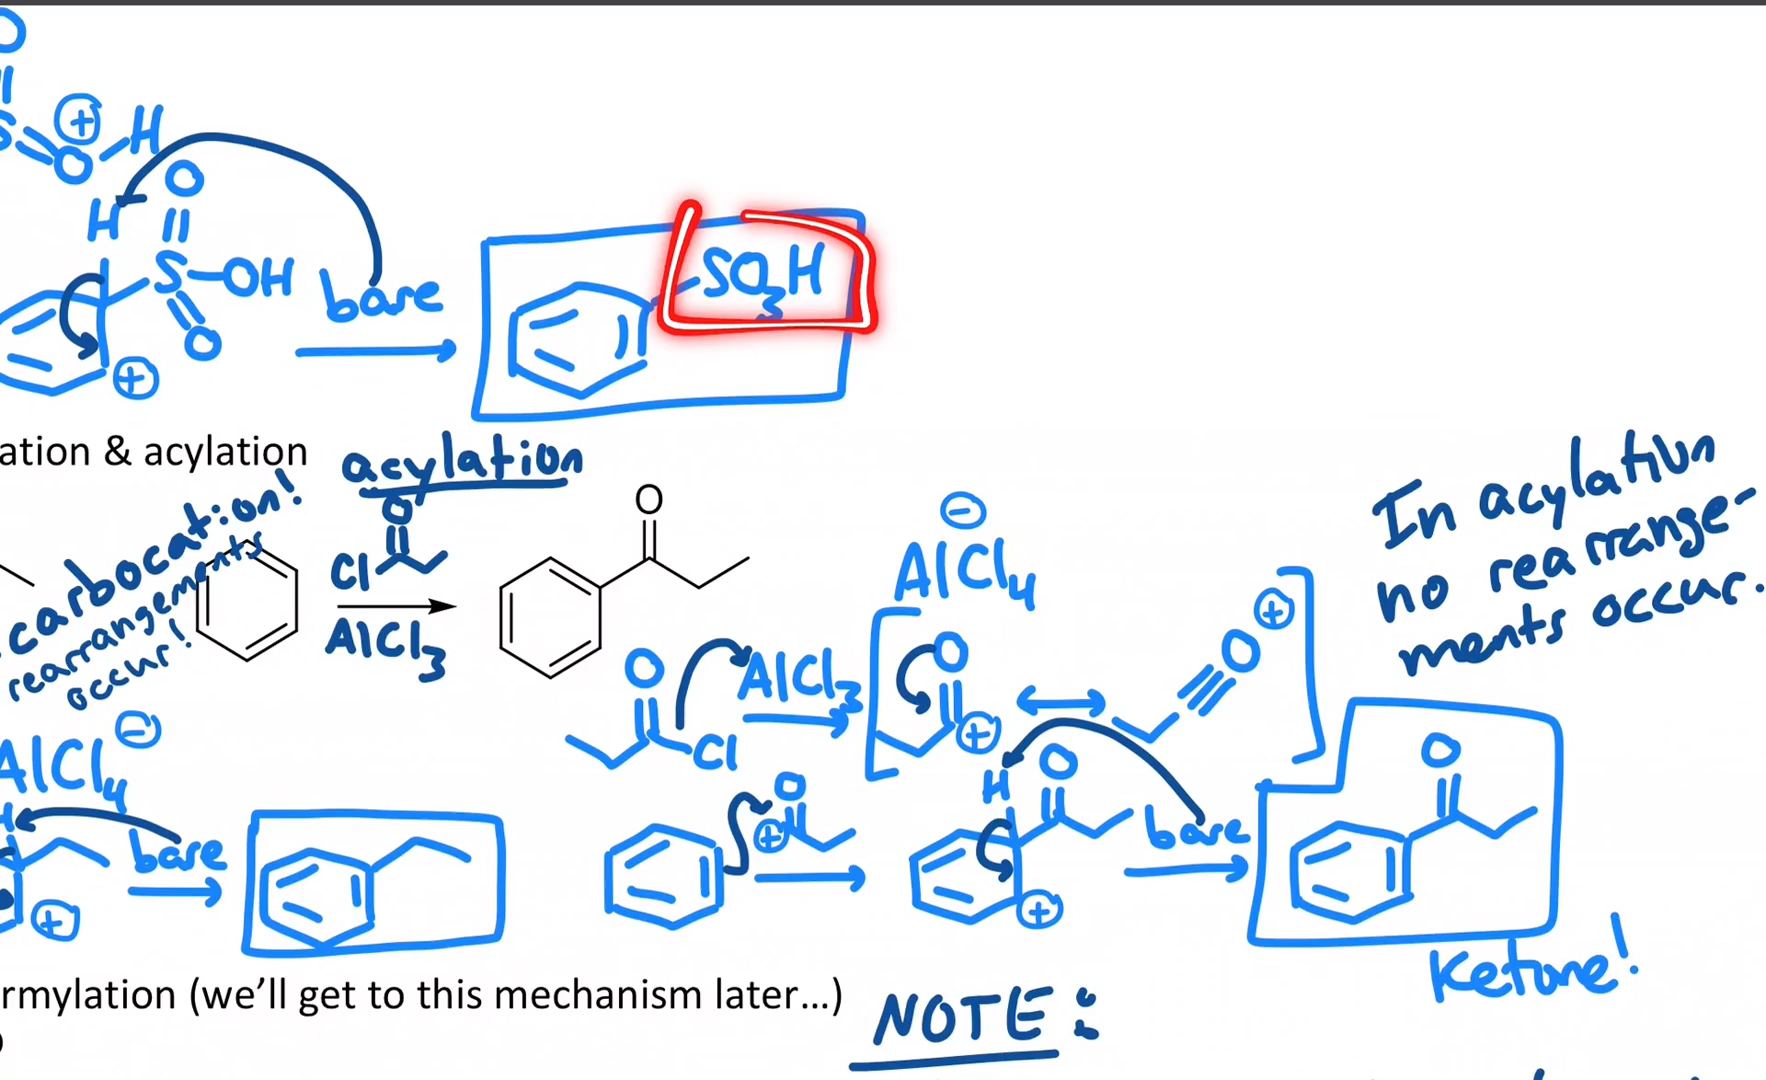 O
S O ⊕ H
H O
S OH
O
⊕
base
SO3H
ation & acylation
acylation
O
Cl
AlCl3
carbocation!
rearrangements
occur!
O
⊖
AlCl4
In acylation
no rearrange-
ments occur.
O
Cl
AlCl3
O
⊕
O ⊕
AlCl4 ⊖
H
base
⊕
O
⊕
H O
⊕
base
O
Ketone!
rmylation (we’ll get to this mechanism later…)
NOTE: